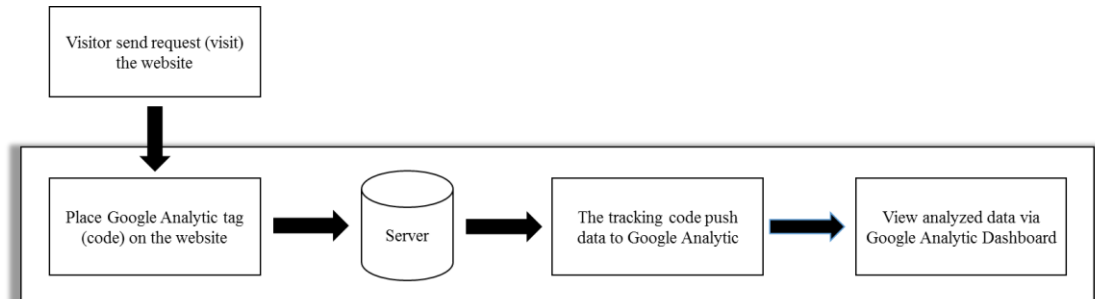 Visitor send request (visit)
the website
Place Google Analytic tag
(code) on the website
Server
The tracking code push
data to Google Analytic
View analyzed data via
Google Analytic Dashboard